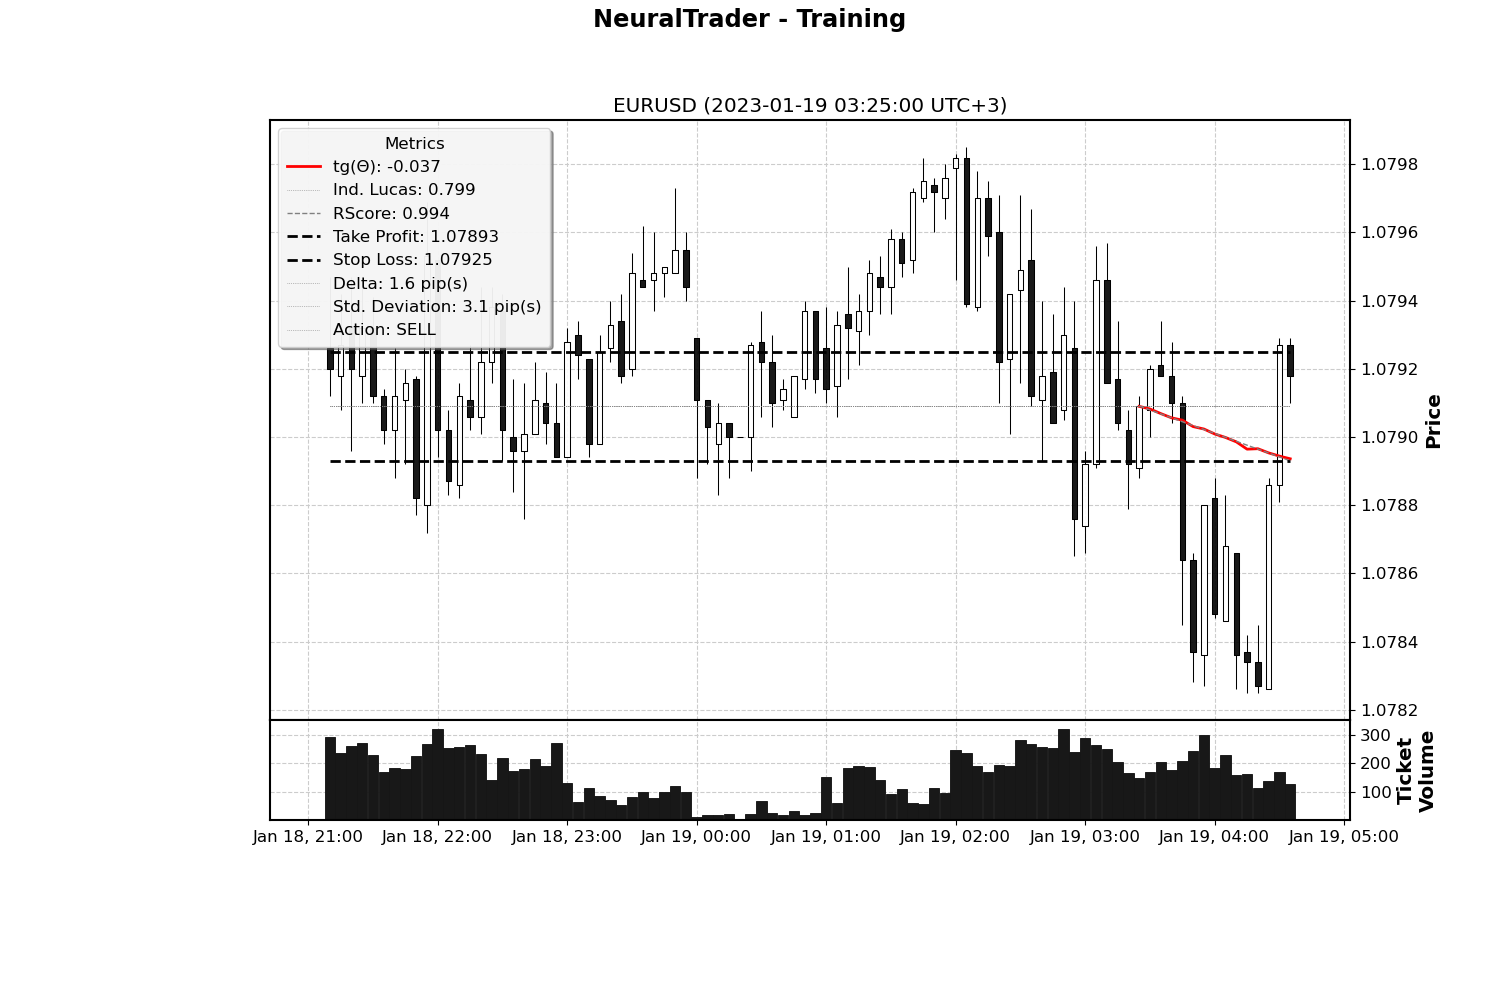 NeuralTrader - Training
EURUSD (2023-01-19 03:25:00 UTC+3)
Metrics
tg(Θ): -0.037
Ind. Lucas: 0.799
RScore: 0.994
Take Profit: 1.07893
Stop Loss: 1.07925
Delta: 1.6 pip(s)
Std. Deviation: 3.1 pip(s)
Action: SELL
1.0798
1.0796
1.0794
1.0792
1.0790
1.0788
1.0786
1.0784
1.0782
Price
300
200
100
Ticket
Volume
Jan 18, 21:00 Jan 18, 22:00 Jan 18, 23:00 Jan 19, 00:00 Jan 19, 01:00 Jan 19, 02:00 Jan 19, 03:00 Jan 19, 04:00 Jan 19, 05:00